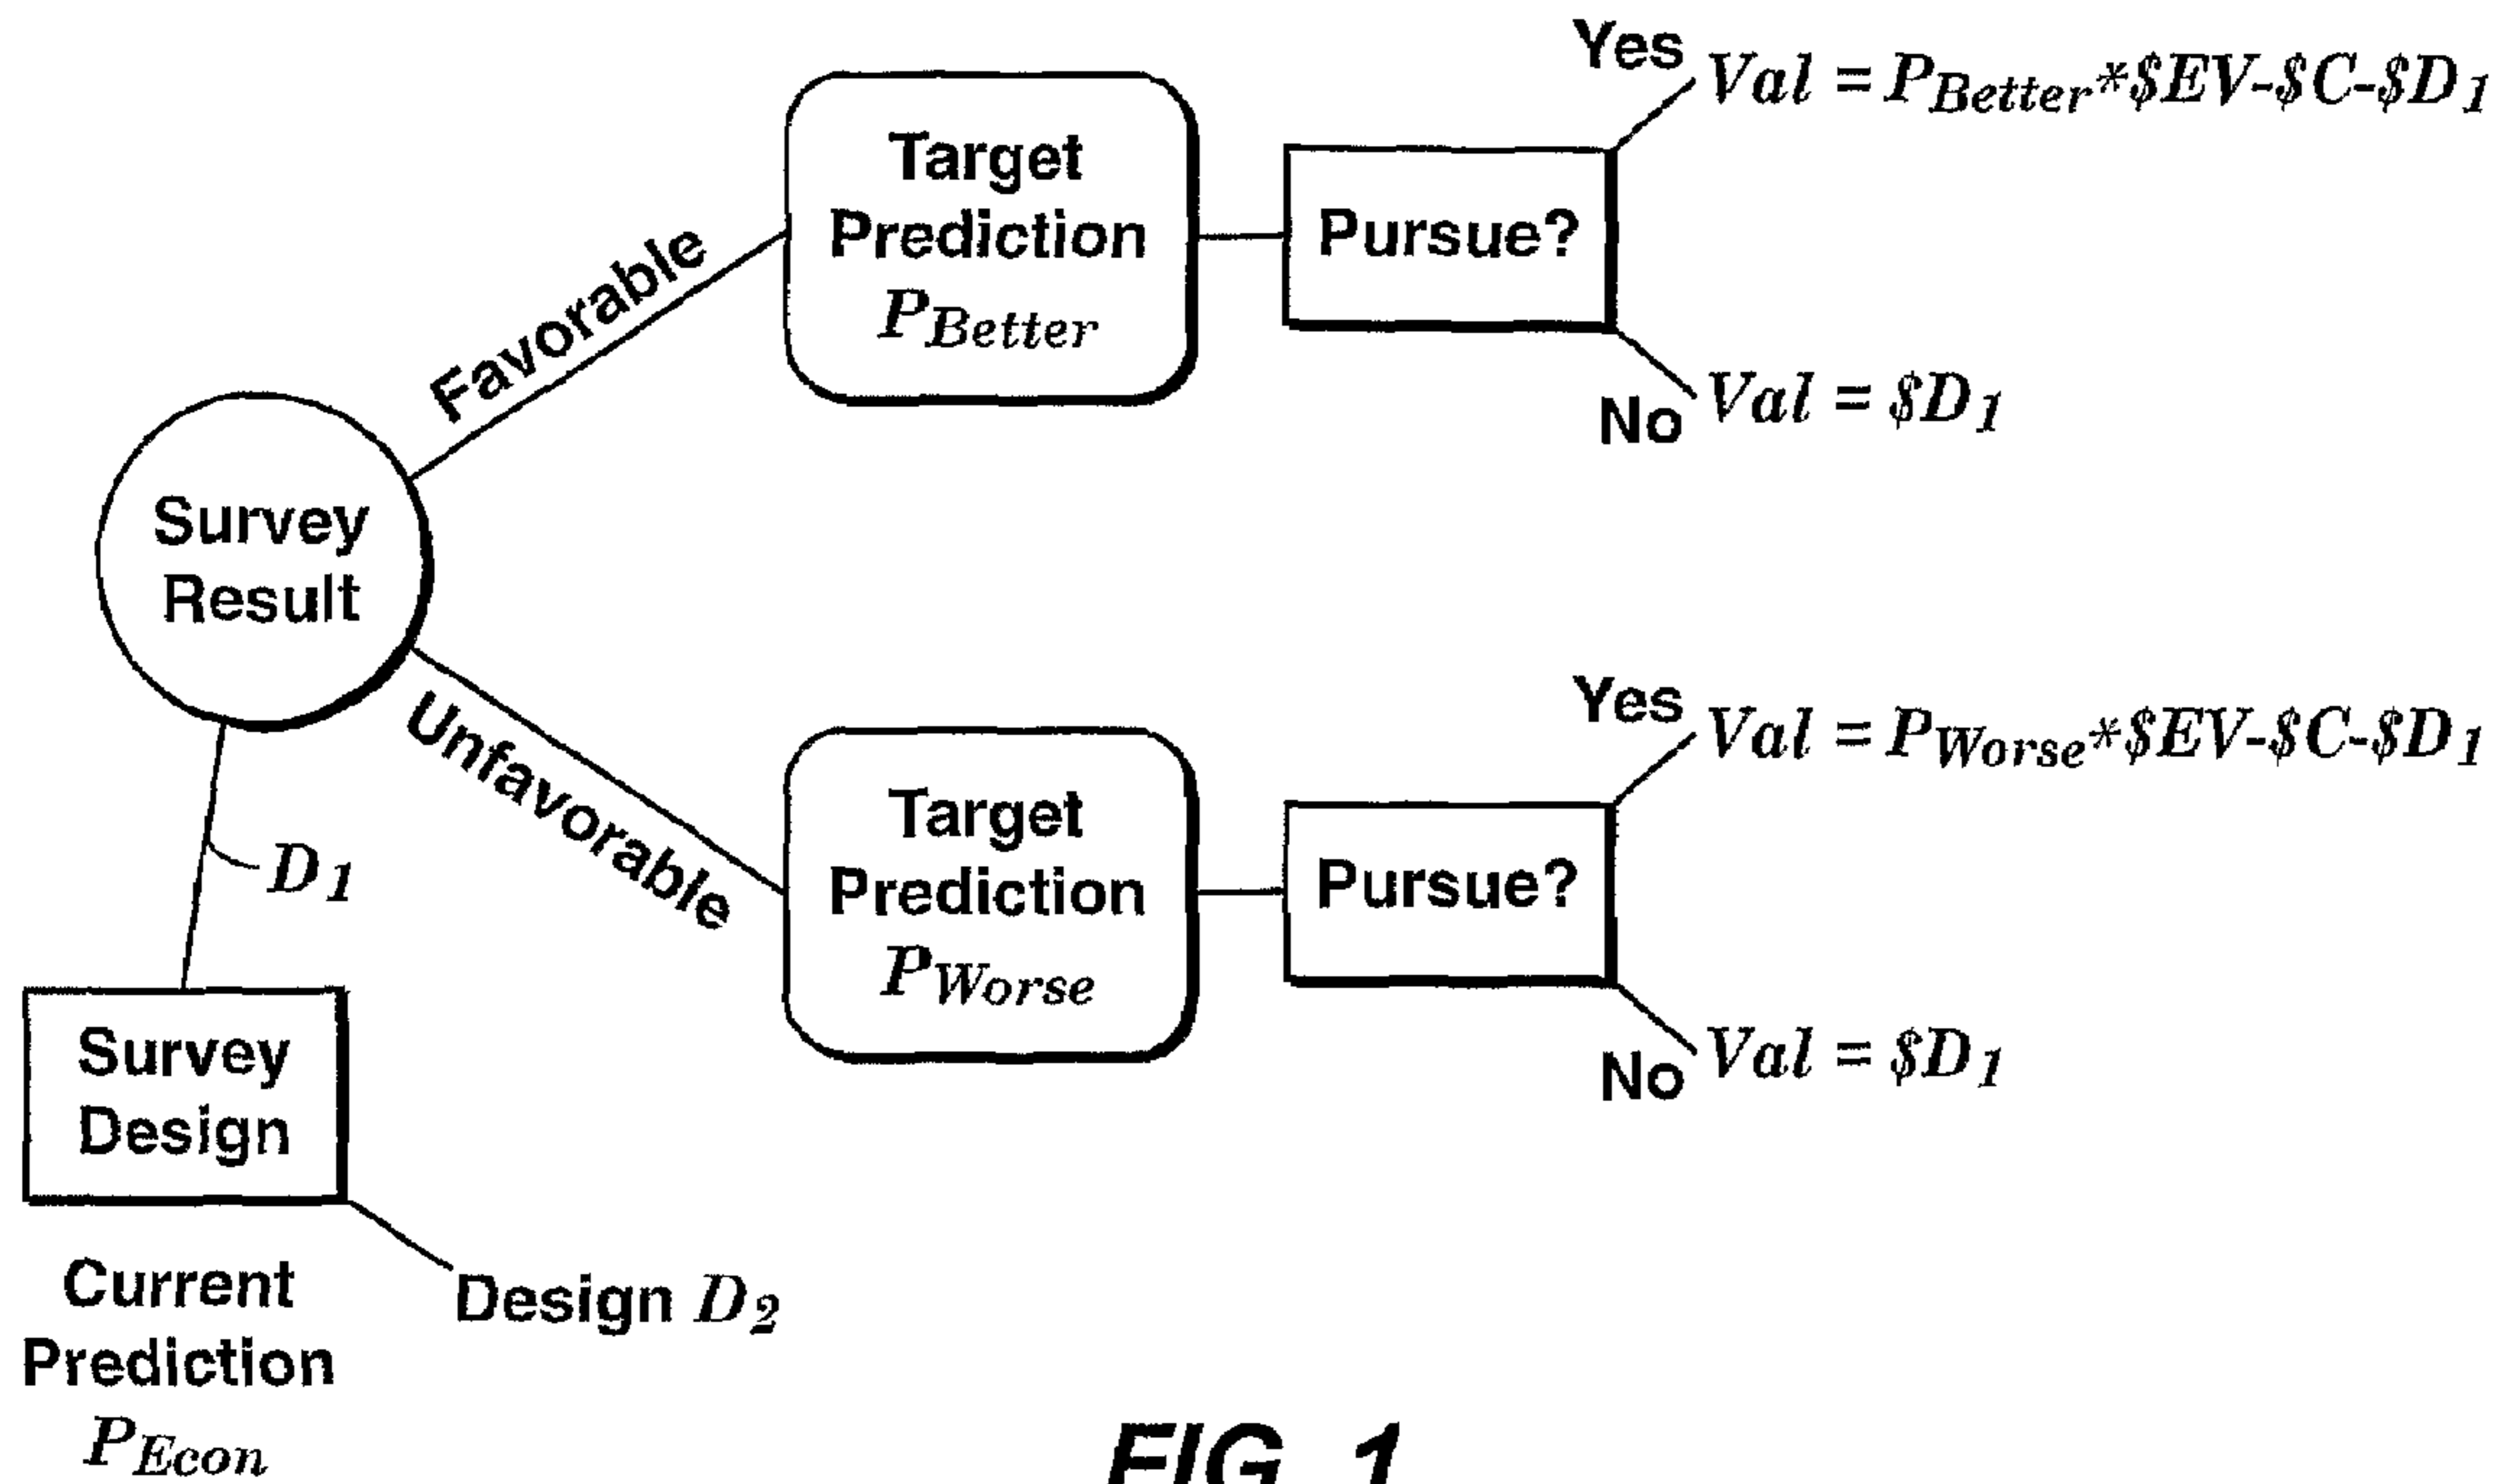 Yes
Val = PBetter*$EV-$C-$D1
Target
Prediction
PBetter
Pursue?
Favorable
No
Val = $D1
Survey
Result
Unfavorable
Yes
Val = PWorse*$EV-$C-$D1
Target
Prediction
PWorse
Pursue?
D1
No
Val = $D1
Survey
Design
Current
Prediction
PEcon
Design D2
FIG. 1